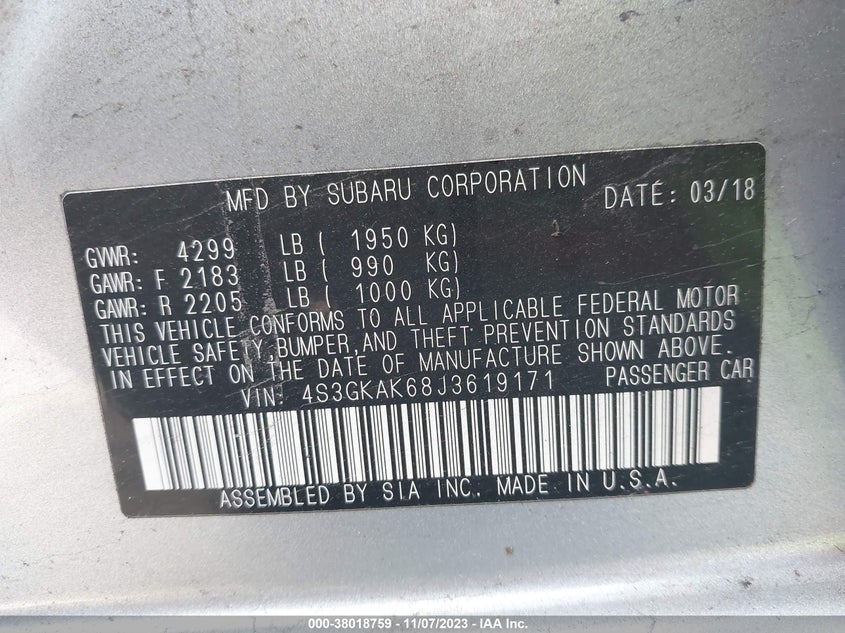 MFD BY SUBARU CORPORATION DATE: 03/18
GVWR: 4299 LB ( 1950 KG)
GAWR: F 2183 LB ( 990 KG)
GAWR: R 2205 LB ( 1000 KG)
THIS VEHICLE CONFORMS TO ALL APPLICABLE FEDERAL MOTOR
VEHICLE SAFETY,BUMPER,AND THEFT PREVENTION STANDARDS
IN EFFECT ON THE DATE OF MANUFACTURE SHOWN ABOVE.
VIN: 4S3GKAK68J3619171 PASSENGER CAR
ASSEMBLED BY SIA INC. MADE IN U.S.A.
000-38018759 - 11/07/2023 - IAA Inc.